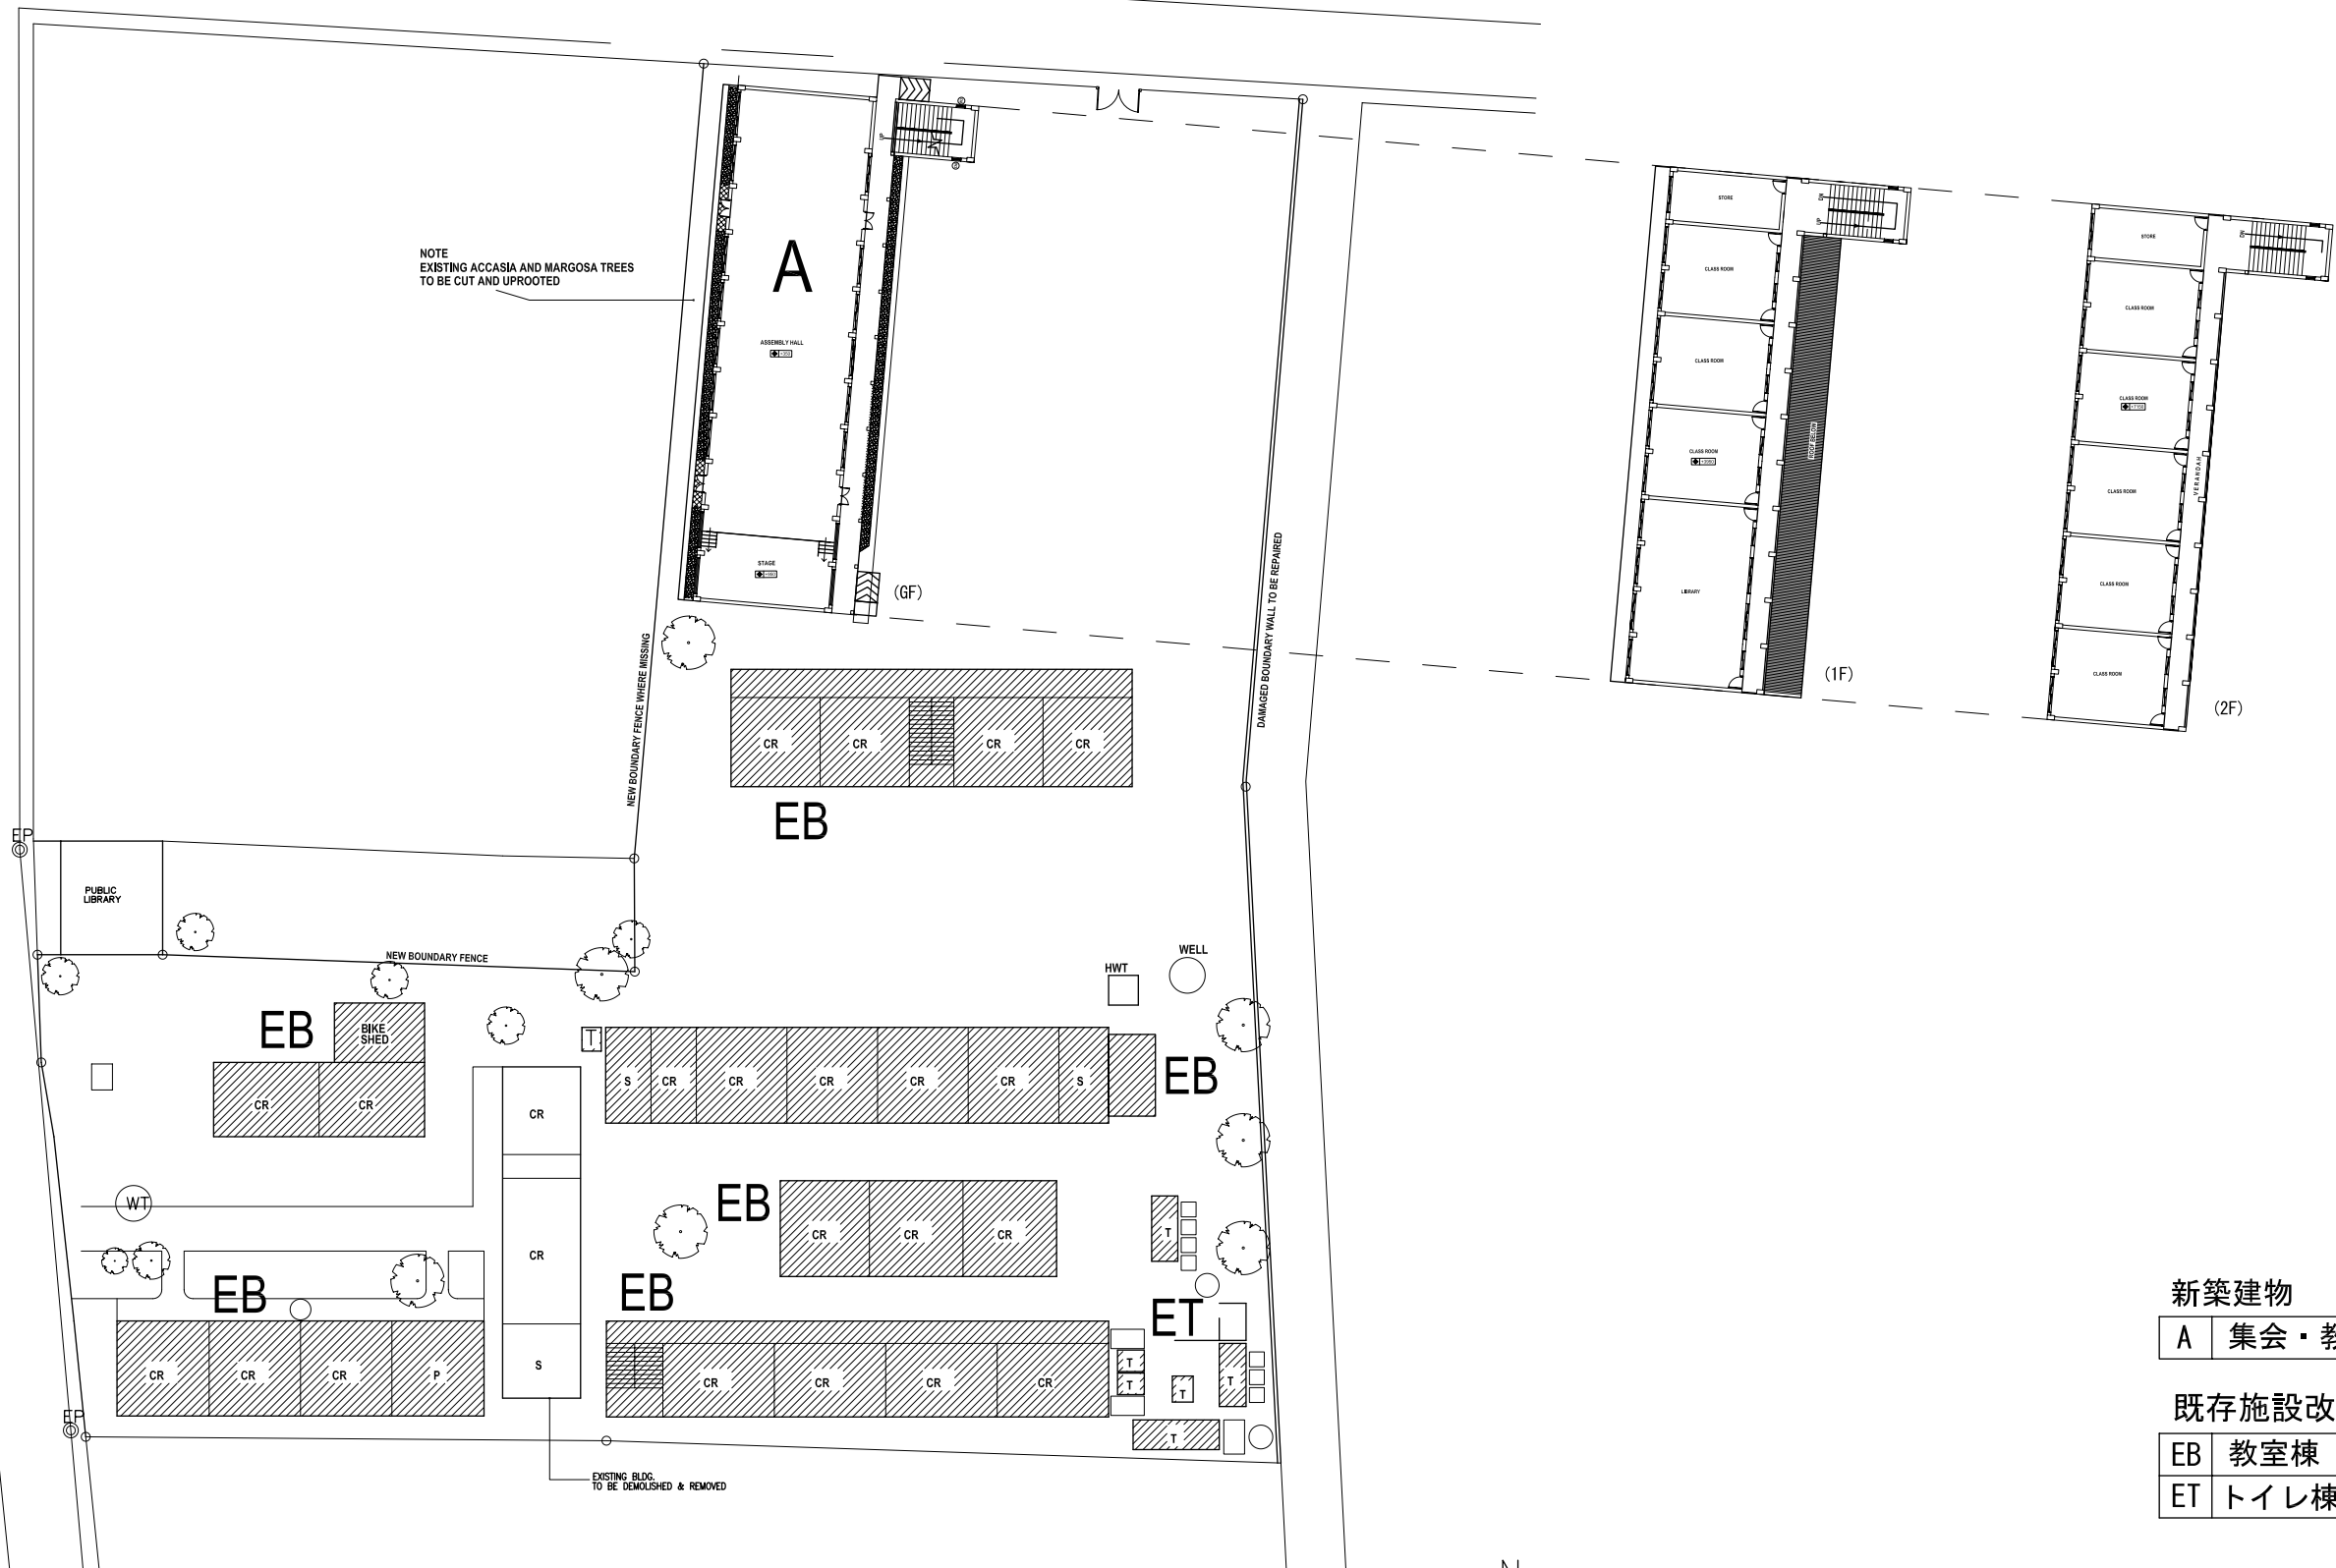 NOTE
EXISTING ACCASIA AND MARGOSA TREES
TO BE CUT AND UPROOTED
A
ASSEMBLY HALL
STAGE
(GF)
UP
STORE
CLASS ROOM
CLASS ROOM
CLASS ROOM
LIBRARY
ROOF BELOW
DN
UP
(1F)
STORE
CLASS ROOM
CLASS ROOM
CLASS ROOM
CLASS ROOM
CLASS ROOM
VERANDAH
DN
(2F)
NEW BOUNDARY FENCE WHERE MISSING
DAMAGED BOUNDARY WALL TO BE REPAIRED
CR
CR
CR
CR
EB
EP
PUBLIC
LIBRARY
NEW BOUNDARY FENCE
WELL
HWT
EB
BIKE
SHED
CR
CR
T
S
CR
CR
CR
CR
CR
S
EB
CR
CR
S
WT
EB
CR
CR
CR
T
EB
EB
ET
CR
CR
CR
P
CR
CR
CR
CR
T
T
T
T
T
EP
EXISTING BLDG.
TO BE DEMOLISHED & REMOVED
新築建物
A 集会・教
既存施設改
EB 教室棟
ET トイレ棟
N